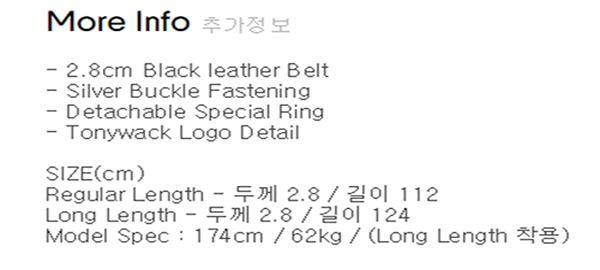 More Info 추가정보
- 2.8cm Black leather Belt
- Silver Buckle Fastening
- Detachable Special Ring
- Tonywack Logo Detail
SIZE(cm)
Regular Length - 두께 2.8 / 길이 112
Long Length - 두께 2.8 / 길이 124
Model Spec : 174cm / 62kg / (Long Length 착용)